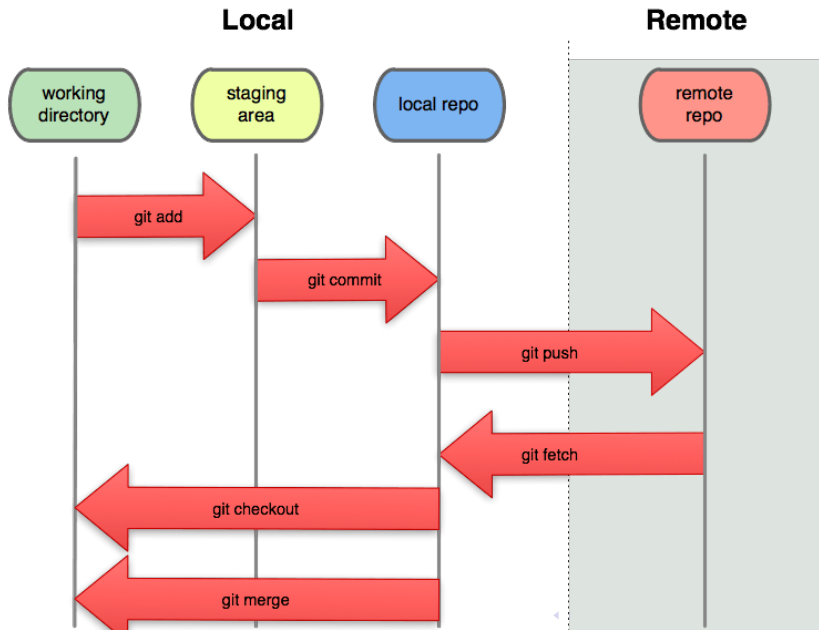 Local
Remote
working
directory
staging
area
local repo
remote
repo
git add
git commit
git push
git fetch
git checkout
git merge